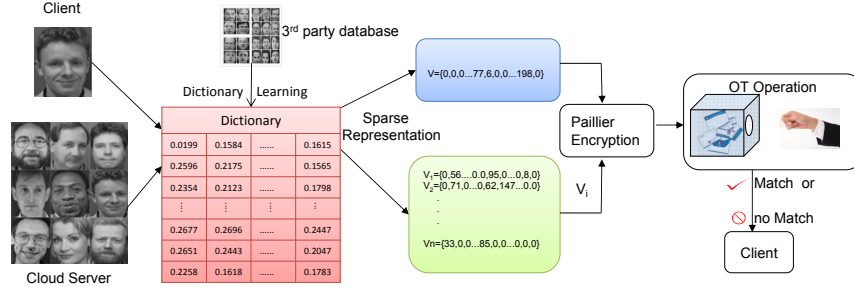 Client
3rd party database
Dictionary Learning
Sparse
Representation
Dictionary
0.0199 0.1584 ...... 0.1615
0.2596 0.2175 ...... 0.1565
0.2354 0.2123 ...... 0.1798
⋮ ⋮ ⋮ ⋮
0.2677 0.2696 ...... 0.2447
0.2651 0.2443 ...... 0.2047
0.2258 0.1618 ...... 0.1783
Cloud Server
V={0,0,0...77,6,0,0...198,0}
V1={0,56....0.0,95,0...0,8,0}
V2={0,71,0...0,62,147...0.0}
.
.
.
Vn={33,0,0...85,0,0...0,0,0}
Vi
Paillier
Encryption
OT Operation
Match or
no Match
Client